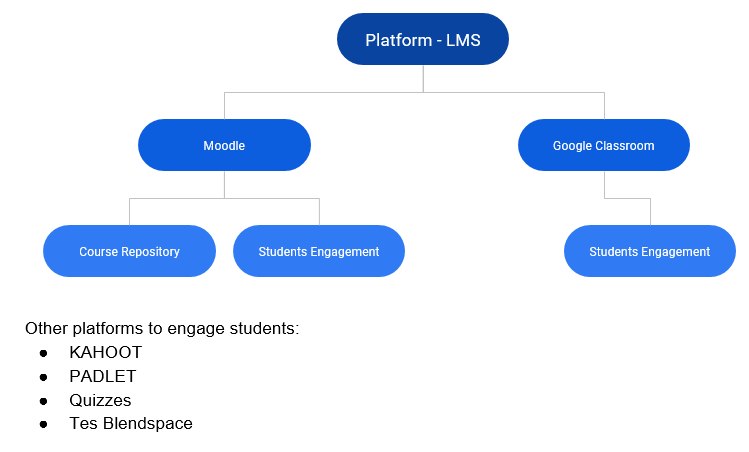 Platform - LMS
Moodle
Google Classroom
Course Repository
Students Engagement
Students Engagement
Other platforms to engage students:
● KAHOOT
● PADLET
● Quizzes
● Tes Blendspace